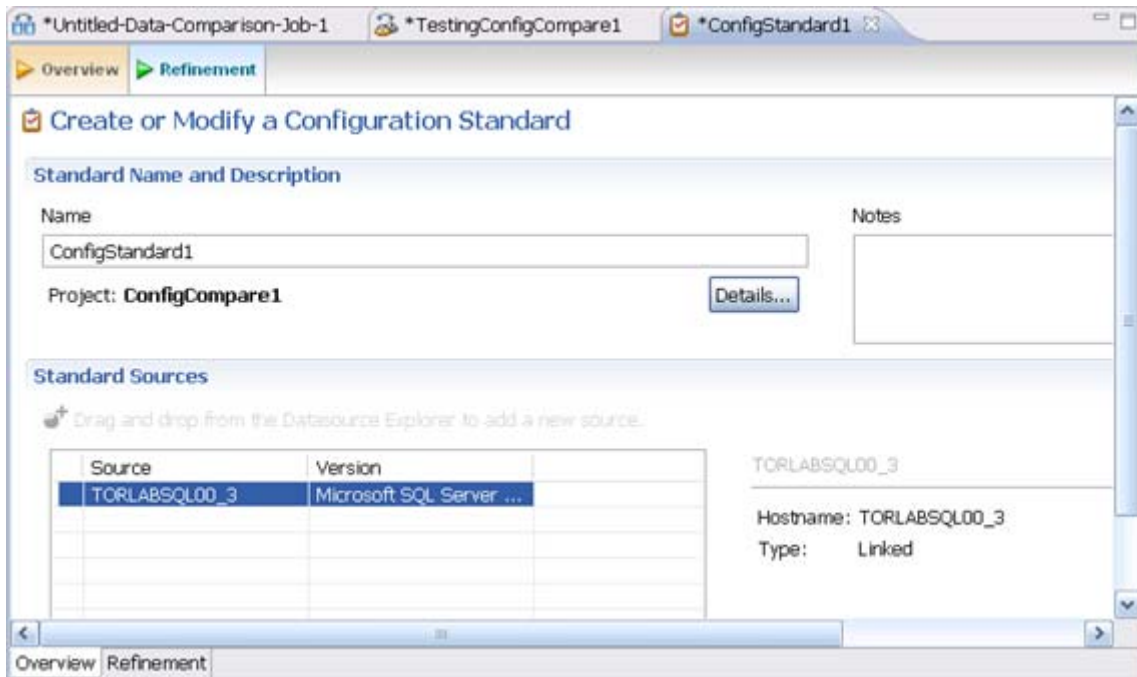 *Untitled-Data-Comparison-Job-1 *TestingConfigCompare1 *ConfigStandard1
Overview Refinement
Create or Modify a Configuration Standard
Standard Name and Description
Name Notes
ConfigStandard1
Project: ConfigCompare1 Details...
Standard Sources
Drag and drop from the Datasource Explorer to add a new source.
Source Version TORLABSQL00_3
TORLABSQL00_3 Microsoft SQL Server ...
Hostname: TORLABSQL00_3
Type: Linked
Overview Refinement